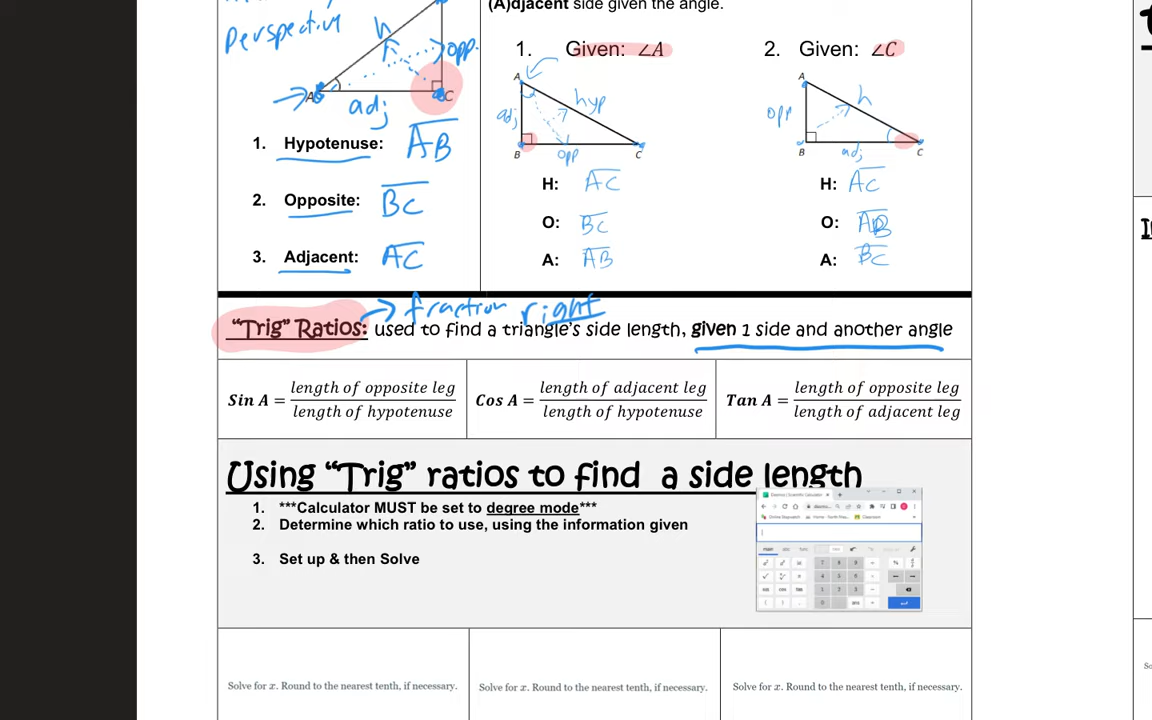 (A)djacent side given the angle.
perspective
h
opp.
A
C
adj
1. Hypotenuse: AB
2. Opposite: BC
3. Adjacent: AC
1. Given: ∠A
A
adj
hyp
B
opp
C
H: AC
O: BC
A: AB
2. Given: ∠C
A
opp
h
B
adj
C
H: AC
O: AB
A: BC
→ fraction right
"Trig" Ratios: used to find a triangle's side length, given 1 side and another angle
Sin A = length of opposite leg / length of hypotenuse
Cos A = length of adjacent leg / length of hypotenuse
Tan A = length of opposite leg / length of adjacent leg
Using "Trig" ratios to find a side length
1. ***Calculator MUST be set to degree mode***
2. Determine which ratio to use, using the information given
3. Set up & then Solve
Solve for x. Round to the nearest tenth, if necessary.
Solve for x. Round to the nearest tenth, if necessary.
Solve for x. Round to the nearest tenth, if necessary.